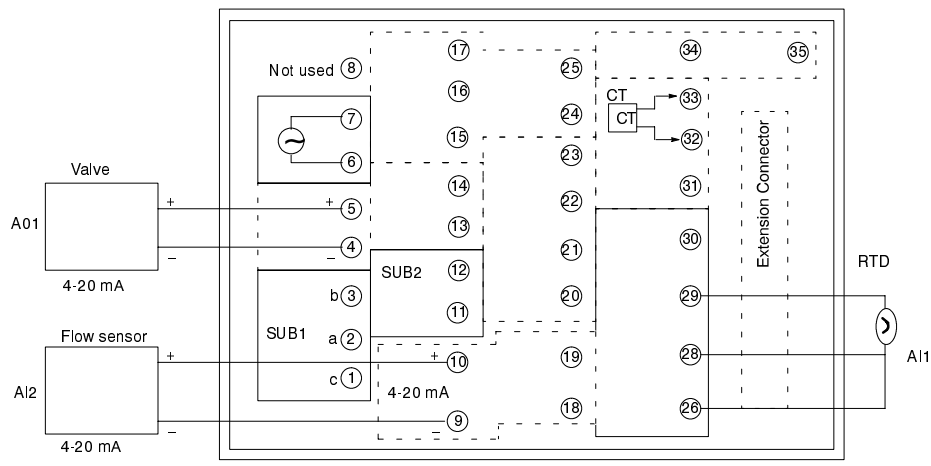 17
34
35
Not used 8
25
16
CT
33
7
24
CT
32
15
23
6
Valve
14
31
22
+
+
5
A01
13
30
4
21
−
−
SUB2
12
Extension Connector
RTD
4-20 mA
b 3
20
29
11
SUB1
Flow sensor
a 2
+
+
10
19
28
AI1
c 1
4-20 mA
AI2
18
26
9
−
−
4-20 mA